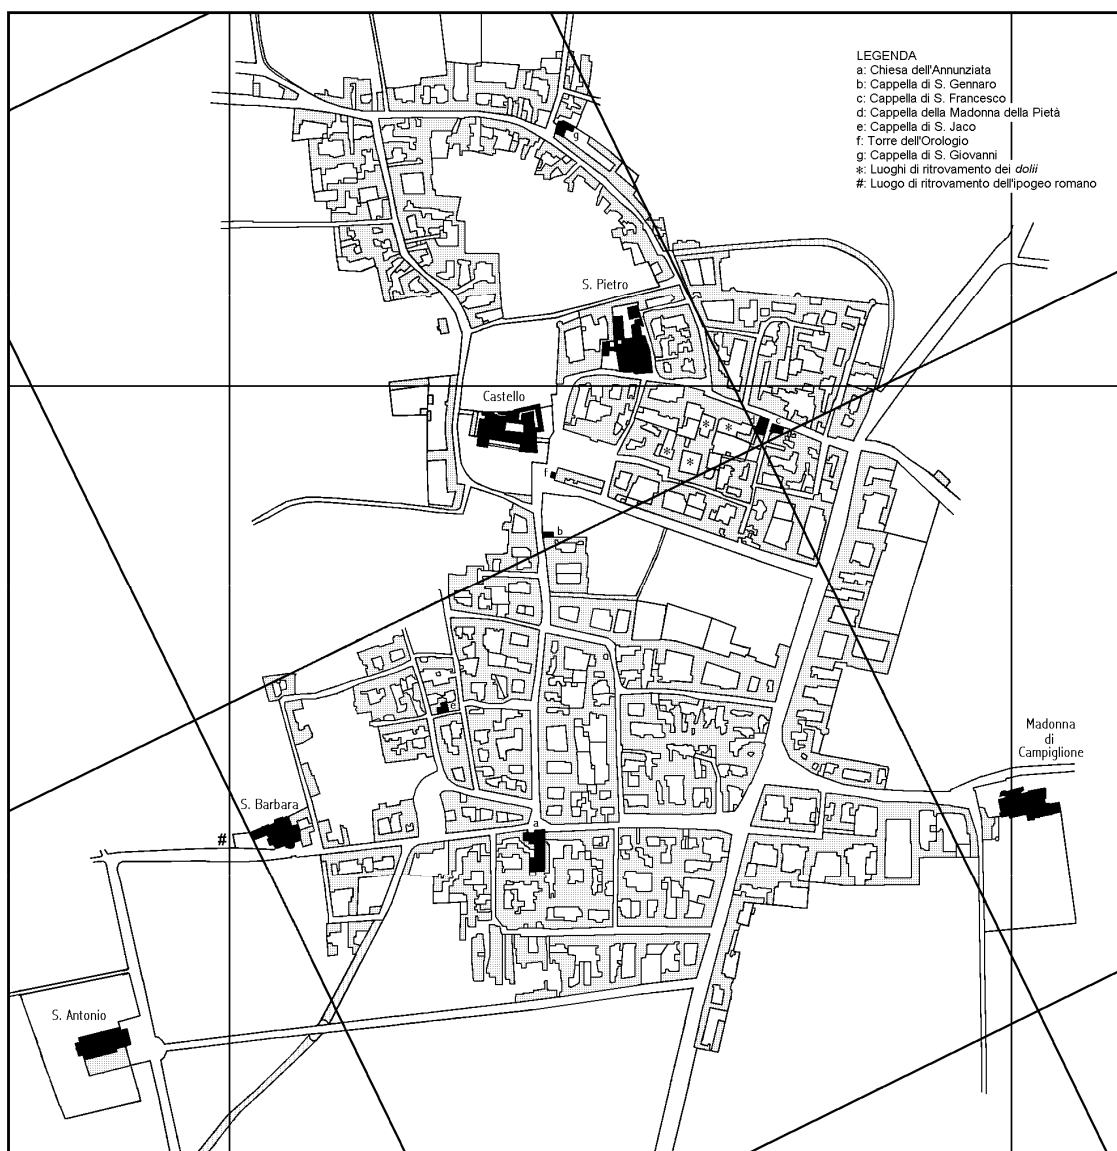 LEGENDA
a: Chiesa dell'Annunziata
b: Cappella di S. Gennaro
c: Cappella di S. Francesco
d: Cappella della Madonna della Pietà
e: Cappella di S. Jaco
f: Torre dell'Orologio
g: Cappella di S. Giovanni
*: Luoghi di ritrovamento dei dolii
#: Luogo di ritrovamento dell'ipogeo romano
g
S. Pietro
Castello
c
* *
* *
f
b
e
Madonna
di
Campiglione
S. Barbara
a
#
S. Antonio